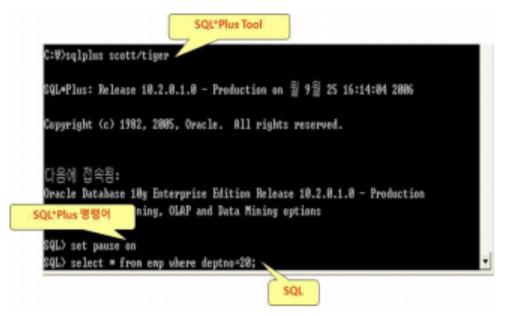 SQL*Plus Tool
C:\>sqlplus scott/tiger
SQL*Plus: Release 10.2.0.1.0 - Production on 월 9월 25 16:14:04 2006
Copyright (c) 1982, 2005, Oracle. All rights reserved.
다음에 접속됨:
Oracle Database 10g Enterprise Edition Release 10.2.0.1.0 - Production
SQL*Plus 명령어
ning, OLAP and Data Mining options
SQL> set pause on
SQL> select * from emp where deptno=20;
SQL